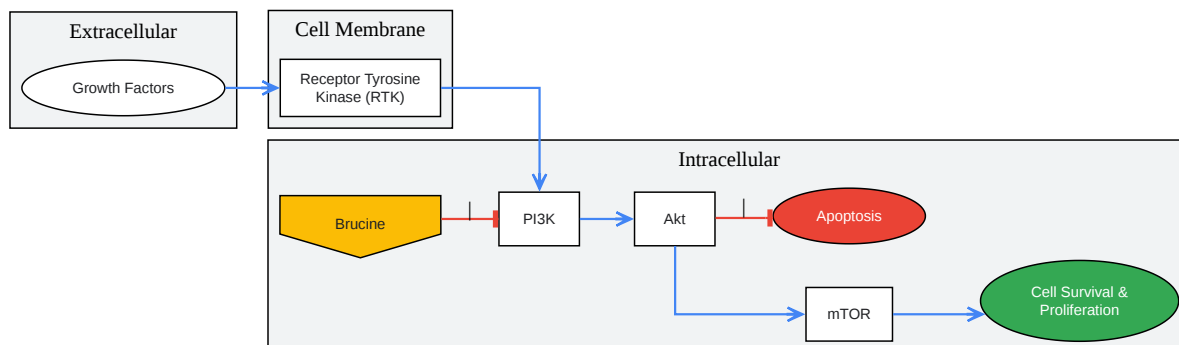 Extracellular
Growth Factors
Cell Membrane
Receptor Tyrosine
Kinase (RTK)
Intracellular
Brucine
PI3K
Akt
Apoptosis
mTOR
Cell Survival &
Proliferation